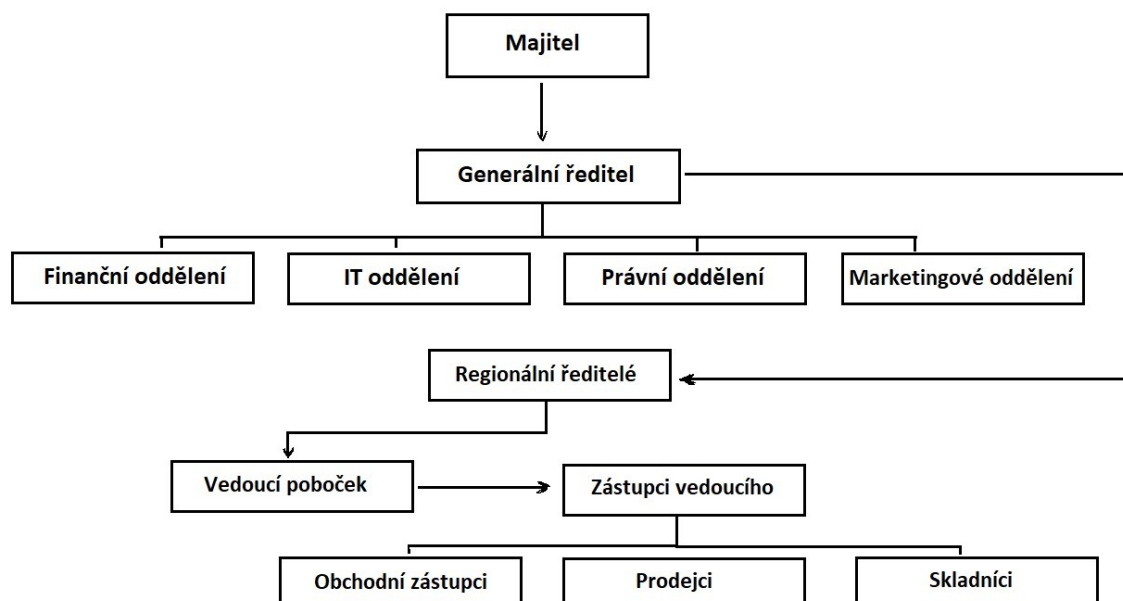 Majitel
Generální ředitel
Finanční oddělení
IT oddělení
Právní oddělení
Marketingové oddělení
Regionální ředitelé
Vedoucí poboček
Zástupci vedoucího
Obchodní zástupci
Prodejci
Skladníci